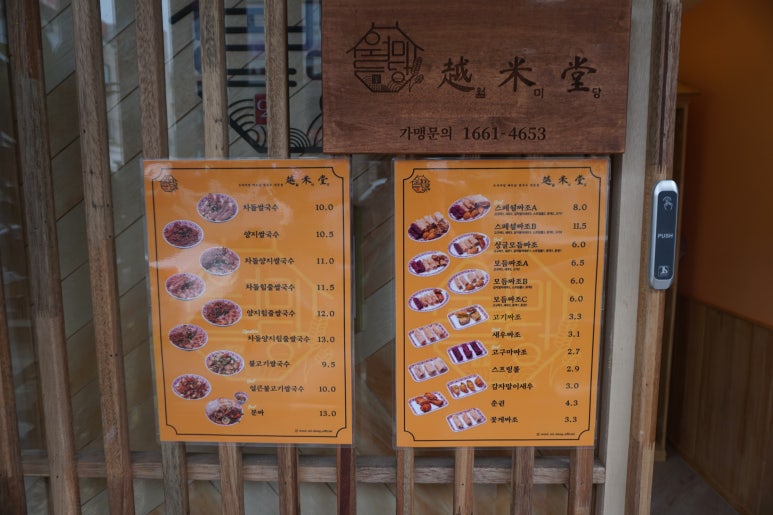 월미당
越월 米미 堂당
가맹문의 1661-4653
越 米 堂
차돌쌀국수 10.0
양지쌀국수 10.5
차돌양지쌀국수 11.0
차돌힘줄쌀국수 11.5
양지힘줄쌀국수 12.0
차돌양지힘줄쌀국수 13.0
불고기쌀국수 9.5
얼큰불고기쌀국수 10.0
분짜 13.0
越 米 堂
스페셜짜조A 8.0
스페셜짜조B 11.5
싱글모듬짜조 6.0
모듬짜조A 6.5
모듬짜조B 6.0
모듬짜조C 6.0
고기짜조 3.3
새우짜조 3.1
고구마짜조 2.7
스프링롤 2.9
감자말이새우 3.0
춘권 4.3
꽃게짜조 3.3
PUSH